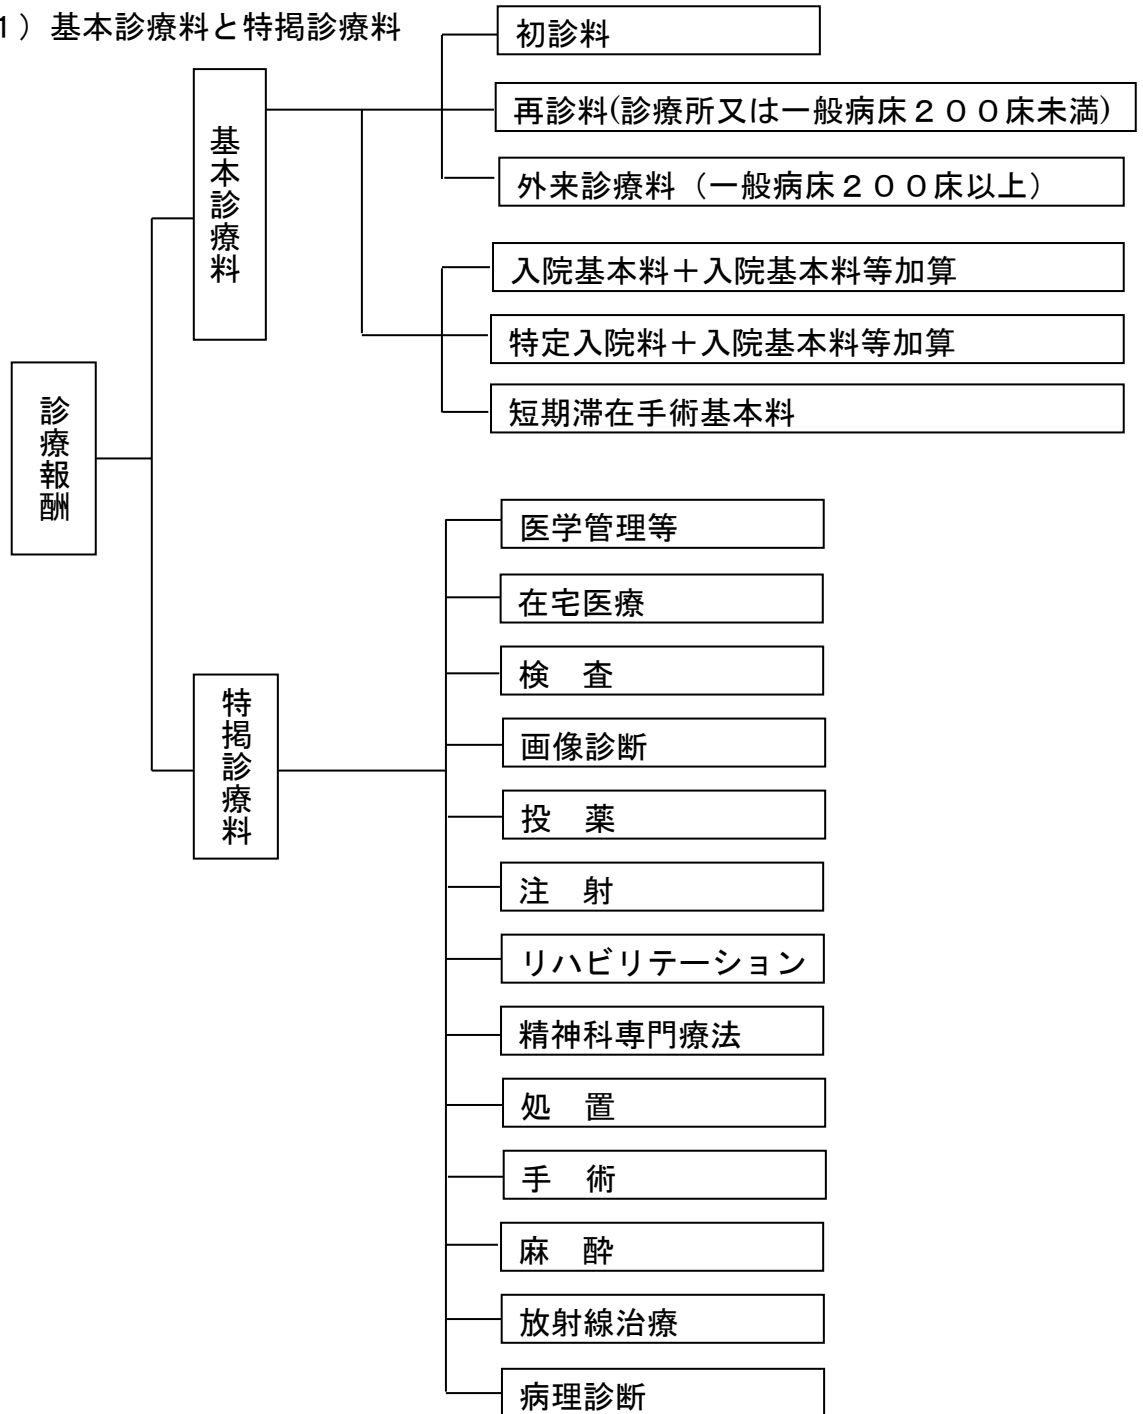 1）基本診療料と特掲診療料
診療報酬
基本診療料
初診料
再診料(診療所又は一般病床２００床未満)
外来診療料（一般病床２００床以上）
入院基本料＋入院基本料等加算
特定入院料＋入院基本料等加算
短期滞在手術基本料
特掲診療料
医学管理等
在宅医療
検　査
画像診断
投　薬
注　射
リハビリテーション
精神科専門療法
処　置
手　術
麻　酔
放射線治療
病理診断